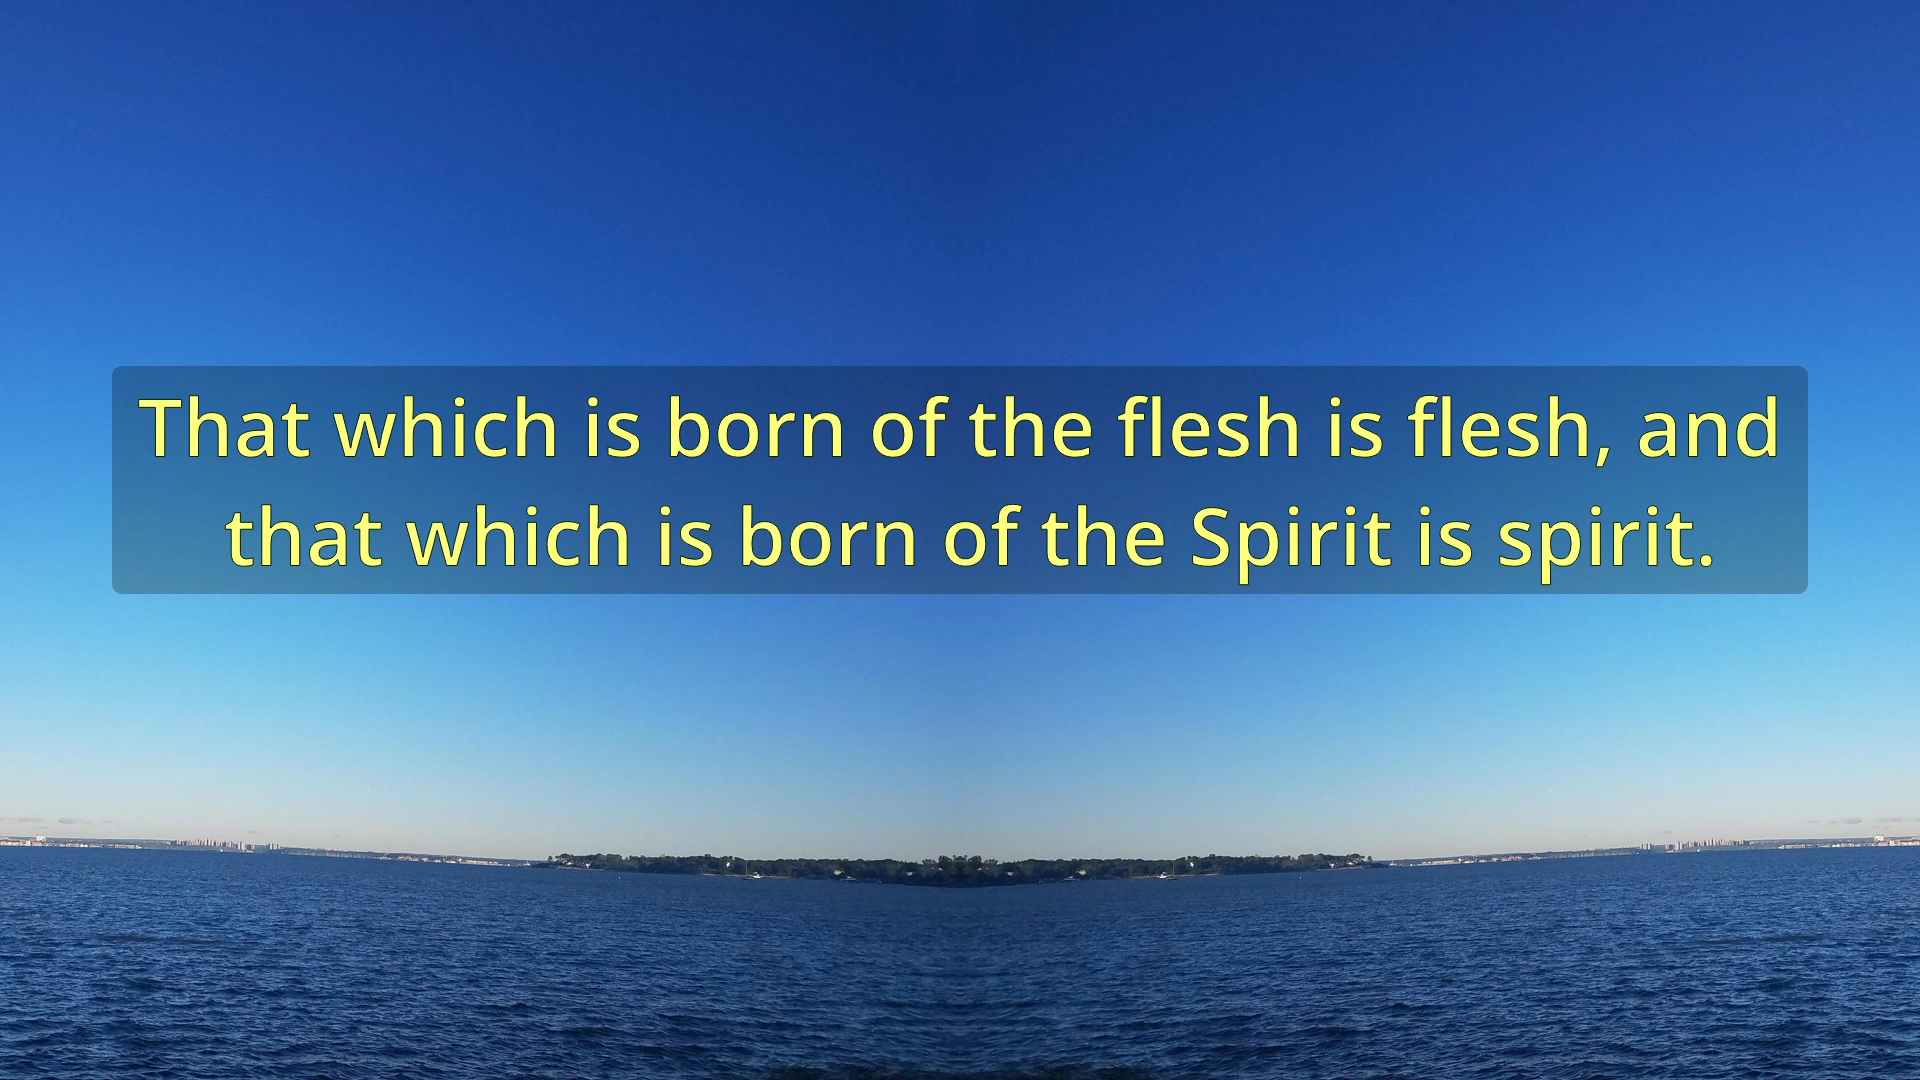 That which is born of the flesh is flesh, and
that which is born of the Spirit is spirit.